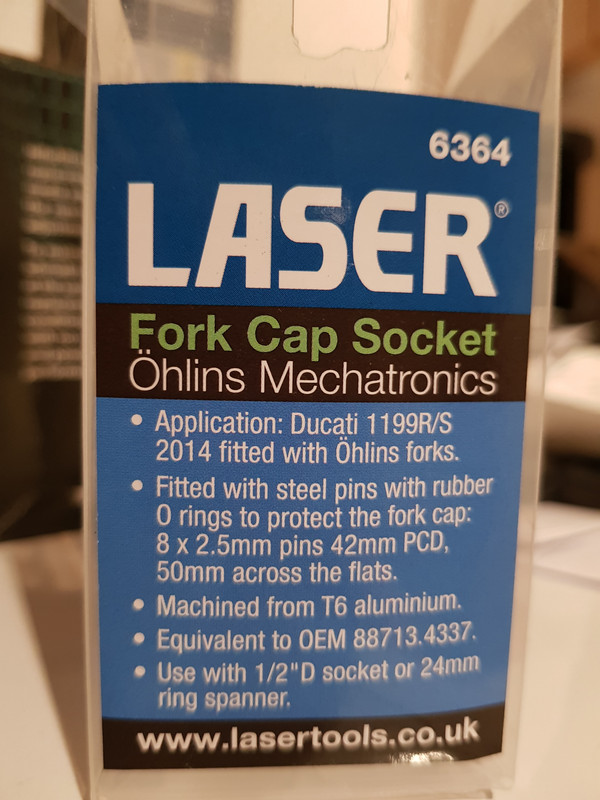 6364
LASER®
Fork Cap Socket
Öhlins Mechatronics
• Application: Ducati 1199R/S
2014 fitted with Öhlins forks.
• Fitted with steel pins with rubber
O rings to protect the fork cap:
8 x 2.5mm pins 42mm PCD,
50mm across the flats.
• Machined from T6 aluminium.
• Equivalent to OEM 88713.4337.
• Use with 1/2"D socket or 24mm
ring spanner.
www.lasertools.co.uk